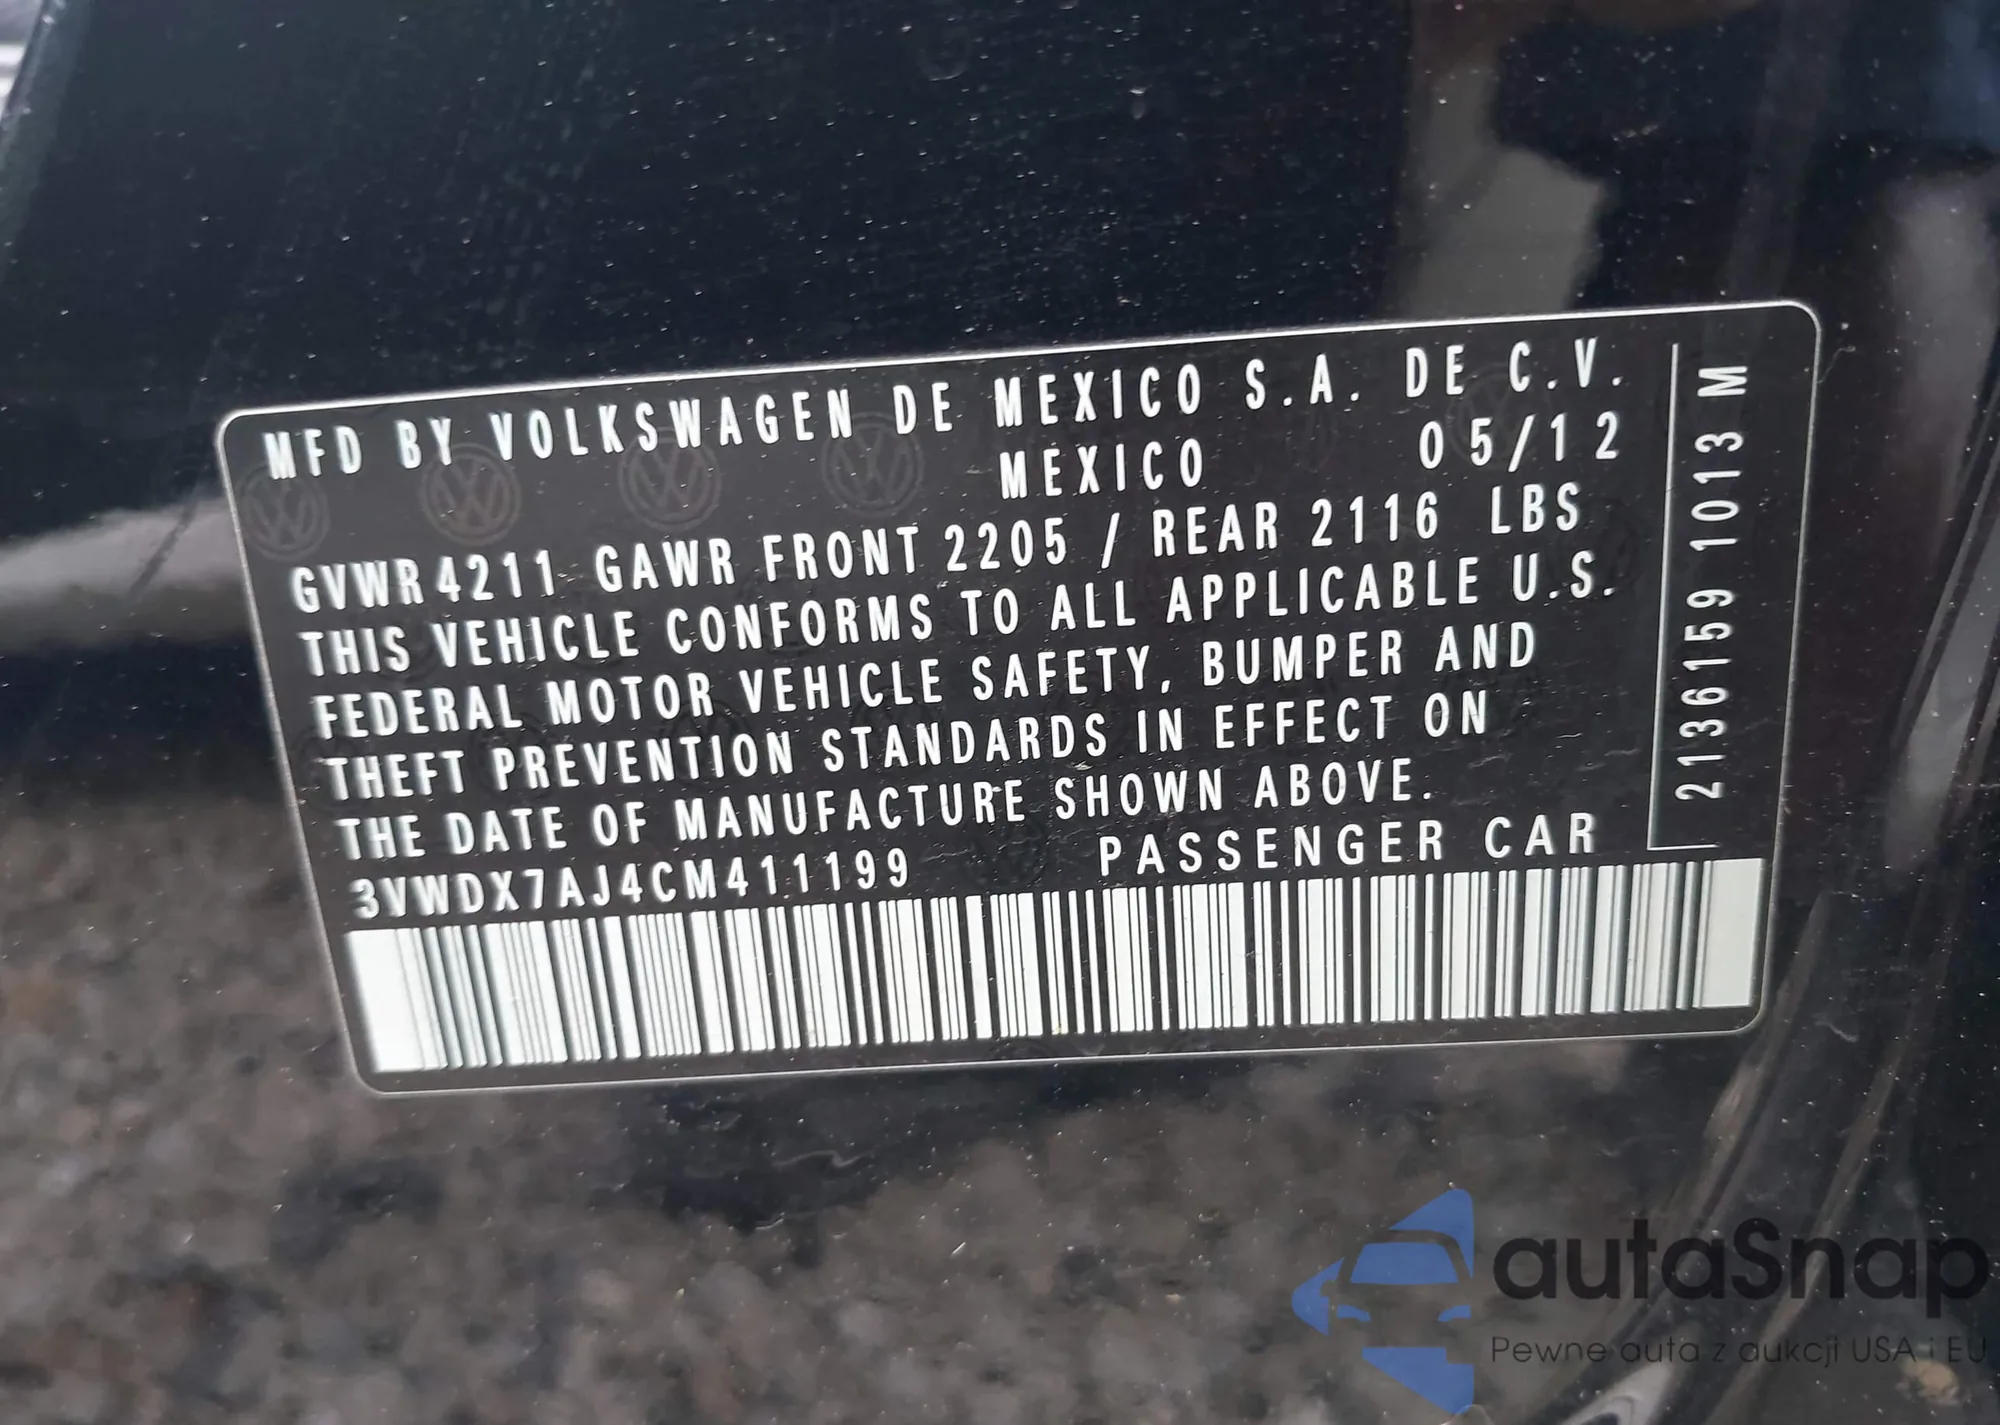 MFD BY VOLKSWAGEN DE MEXICO S.A. DE C.V.
MEXICO 05/12
GVWR 4211 GAWR FRONT 2205 / REAR 2116 LBS
THIS VEHICLE CONFORMS TO ALL APPLICABLE U.S.
FEDERAL MOTOR VEHICLE SAFETY, BUMPER AND
THEFT PREVENTION STANDARDS IN EFFECT ON
THE DATE OF MANUFACTURE SHOWN ABOVE.
3VWDX7AJ4CM411199 PASSENGER CAR
2136159 1013 M
autaSnap
Pewne auta z aukcji USA i EU